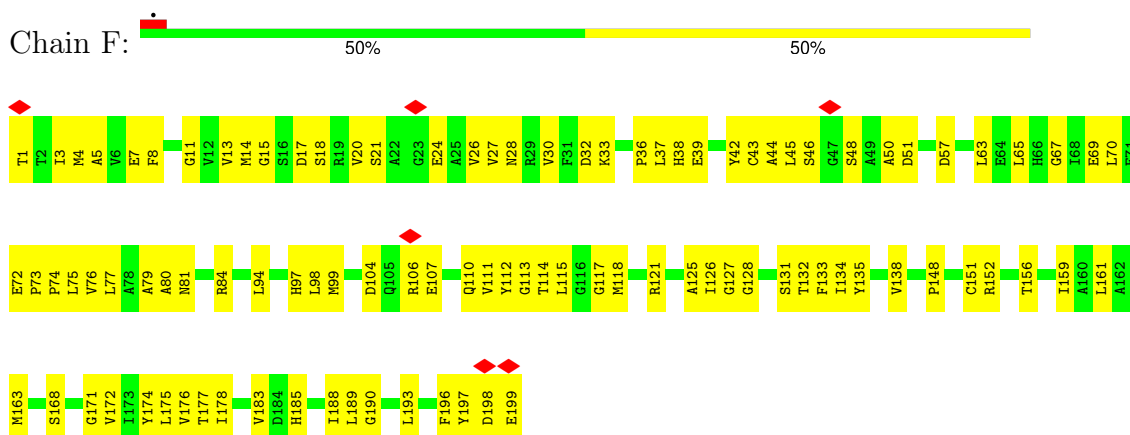 Chain F:
50% 50%
T1 T2 I3 M4 A5 V6 E7 F8 G11 V12 V13 M14 G15 S16 D17 S18 R19 V20 S21 A22 G23 E24 A25 V26 V27 N28 R29 V30 F31 D32 K33 P36 L37 H38 E39 Y42 C43 A44 L45 S46 G47 S48 A49 A50 D51 D57 L63 E64 L65 H66 G67 I68 E69 L70 E71
E72 P73 P74 L75 V76 L77 A78 A79 A80 N81 R84 L94 H97 L98 M99 D104 Q105 R106 E107 Q110 V111 Y112 G113 T114 L115 G116 G117 M118 R121 A125 I126 G127 G128 S131 T132 F133 I134 Y135 V138 P148 C151 R152 T156 I159 A160 L161 A162
M163 S168 G171 V172 I173 Y174 L175 V176 T177 I178 V183 D184 H185 I188 L189 G190 L193 F196 Y197 D198 E199